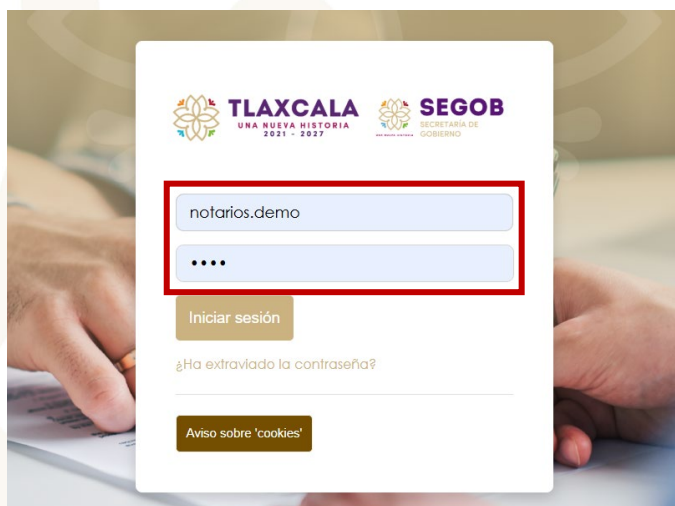 TLAXCALA
UNA NUEVA HISTORIA
2021 - 2027
SEGOB
SECRETARÍA DE
GOBIERNO
notarios.demo
••••
Iniciar sesión
¿Ha extraviado la contraseña?
Aviso sobre 'cookies'